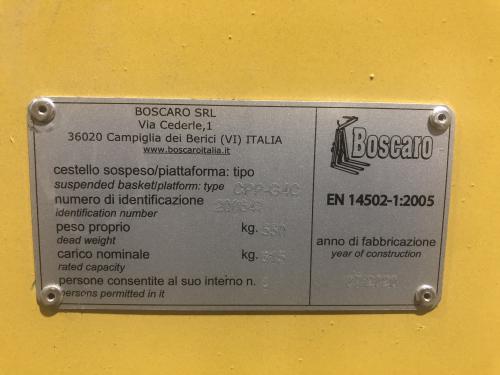 BOSCARO SRL
Via Cederle,1
36020 Campiglia dei Berici (VI) ITALIA
www.boscaroitalia.it
cestello sospeso/piattaforma: tipo
suspended basket/platform: type
numero di identificazione
identification number
peso proprio kg. 550
dead weight
carico nominale kg.
rated capacity
persone consentite al suo interno n.
persons permitted in it
Boscaro
EN 14502-1:2005
anno di fabbricazione
year of construction